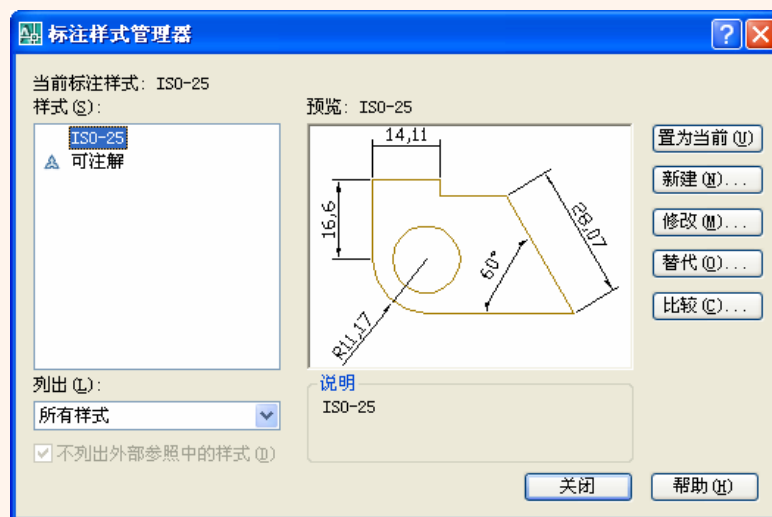 标注样式管理器
当前标注样式: ISO-25
样式(S):
ISO-25
可注解
预览: ISO-25
14,11
16,6
28,07
60°
R11,17
置为当前(U)
新建(N)...
修改(M)...
替代(O)...
比较(C)...
列出(L):
所有样式
不列出外部参照中的样式(D)
说明
ISO-25
关闭
帮助(H)